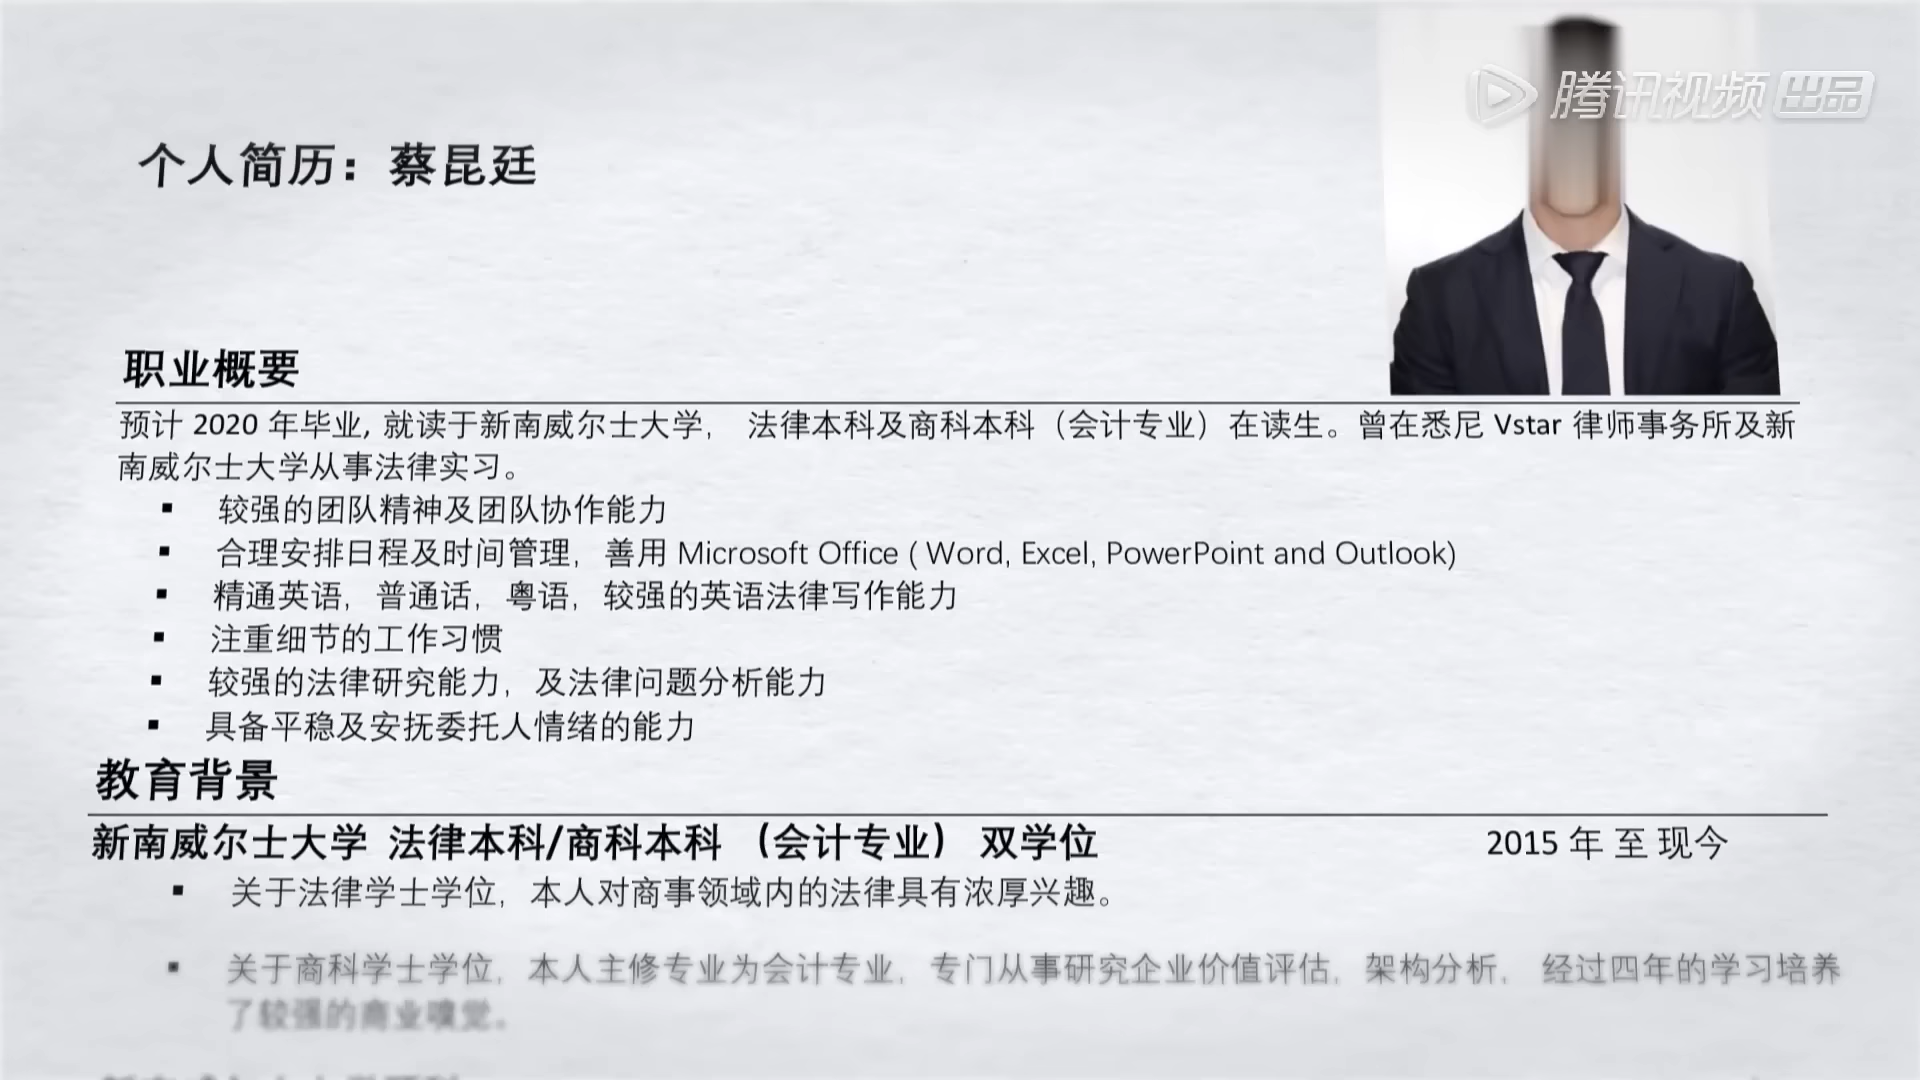 腾讯视频 出品
个人简历：蔡昆廷
职业概要
预计 2020 年毕业, 就读于新南威尔士大学， 法律本科及商科本科（会计专业）在读生。曾在悉尼 Vstar 律师事务所及新
南威尔士大学从事法律实习。
▪ 较强的团队精神及团队协作能力
▪ 合理安排日程及时间管理，善用 Microsoft Office ( Word, Excel, PowerPoint and Outlook)
▪ 精通英语，普通话，粤语，较强的英语法律写作能力
▪ 注重细节的工作习惯
▪ 较强的法律研究能力，及法律问题分析能力
▪ 具备平稳及安抚委托人情绪的能力
教育背景
新南威尔士大学 法律本科/商科本科 （会计专业） 双学位 2015 年 至 现今
▪ 关于法律学士学位，本人对商事领域内的法律具有浓厚兴趣。
▪ 关于商科学士学位，本人主修专业为会计专业，专门从事研究企业价值评估，架构分析， 经过四年的学习培养
了较强的商业嗅觉。